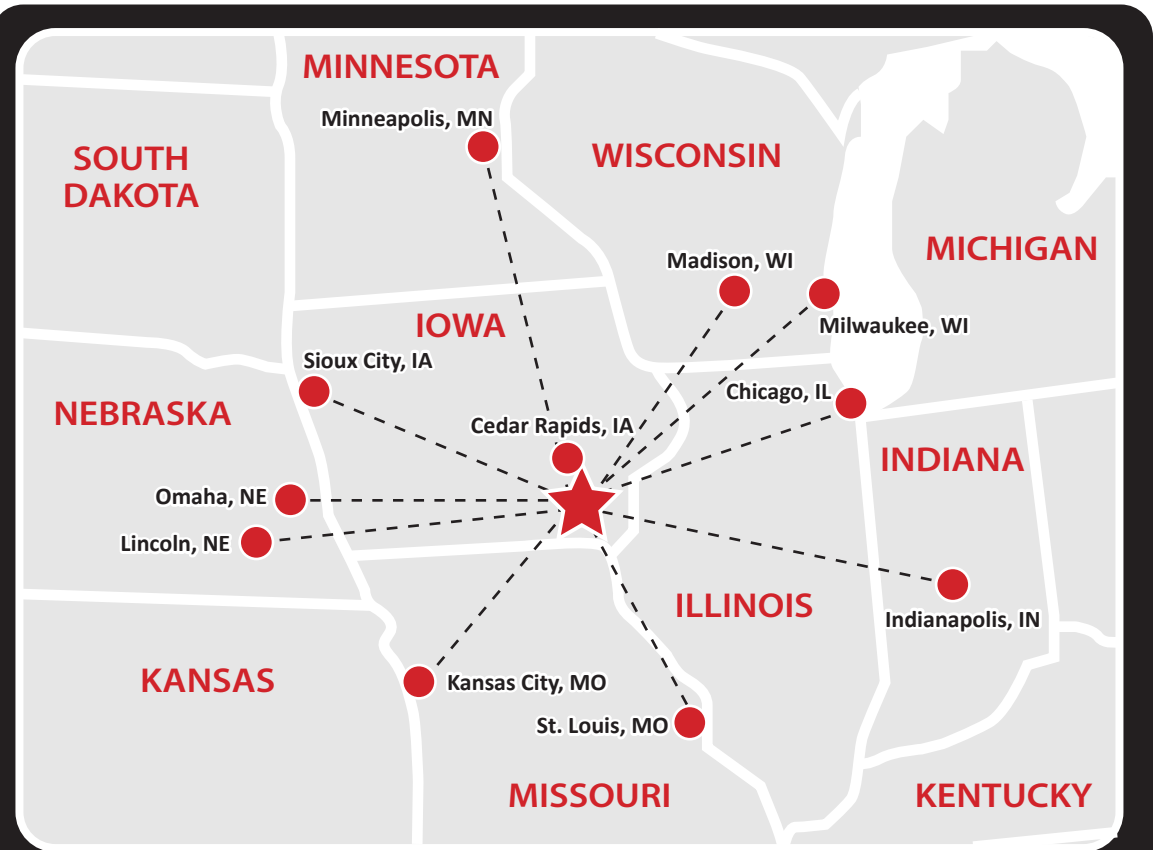 MINNESOTA
Minneapolis, MN
SOUTH
DAKOTA
WISCONSIN
MICHIGAN
Madison, WI
Milwaukee, WI
IOWA
Sioux City, IA
Chicago, IL
NEBRASKA
Cedar Rapids, IA
INDIANA
Omaha, NE
Lincoln, NE
ILLINOIS
Indianapolis, IN
KANSAS
Kansas City, MO
St. Louis, MO
MISSOURI
KENTUCKY